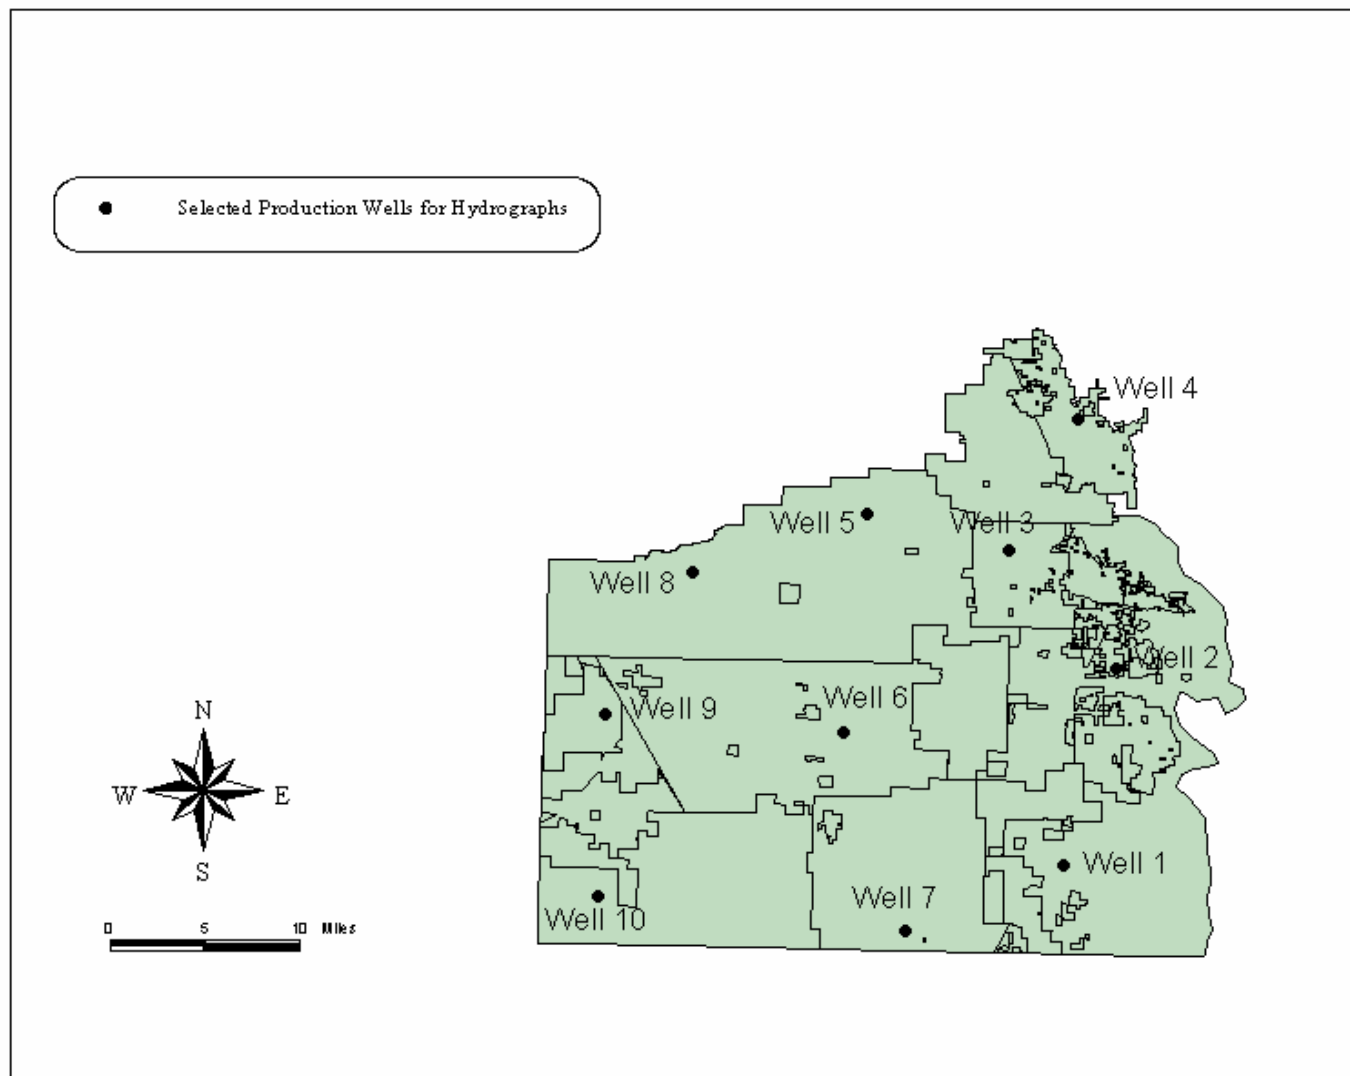 Selected Production Wells for Hydrographs
Well 4
Well 5
Well 3
Well 8
Well 2
Well 9
Well 6
N
W
E
S
Well 1
Well 7
Well 10
0 5 10 Miles